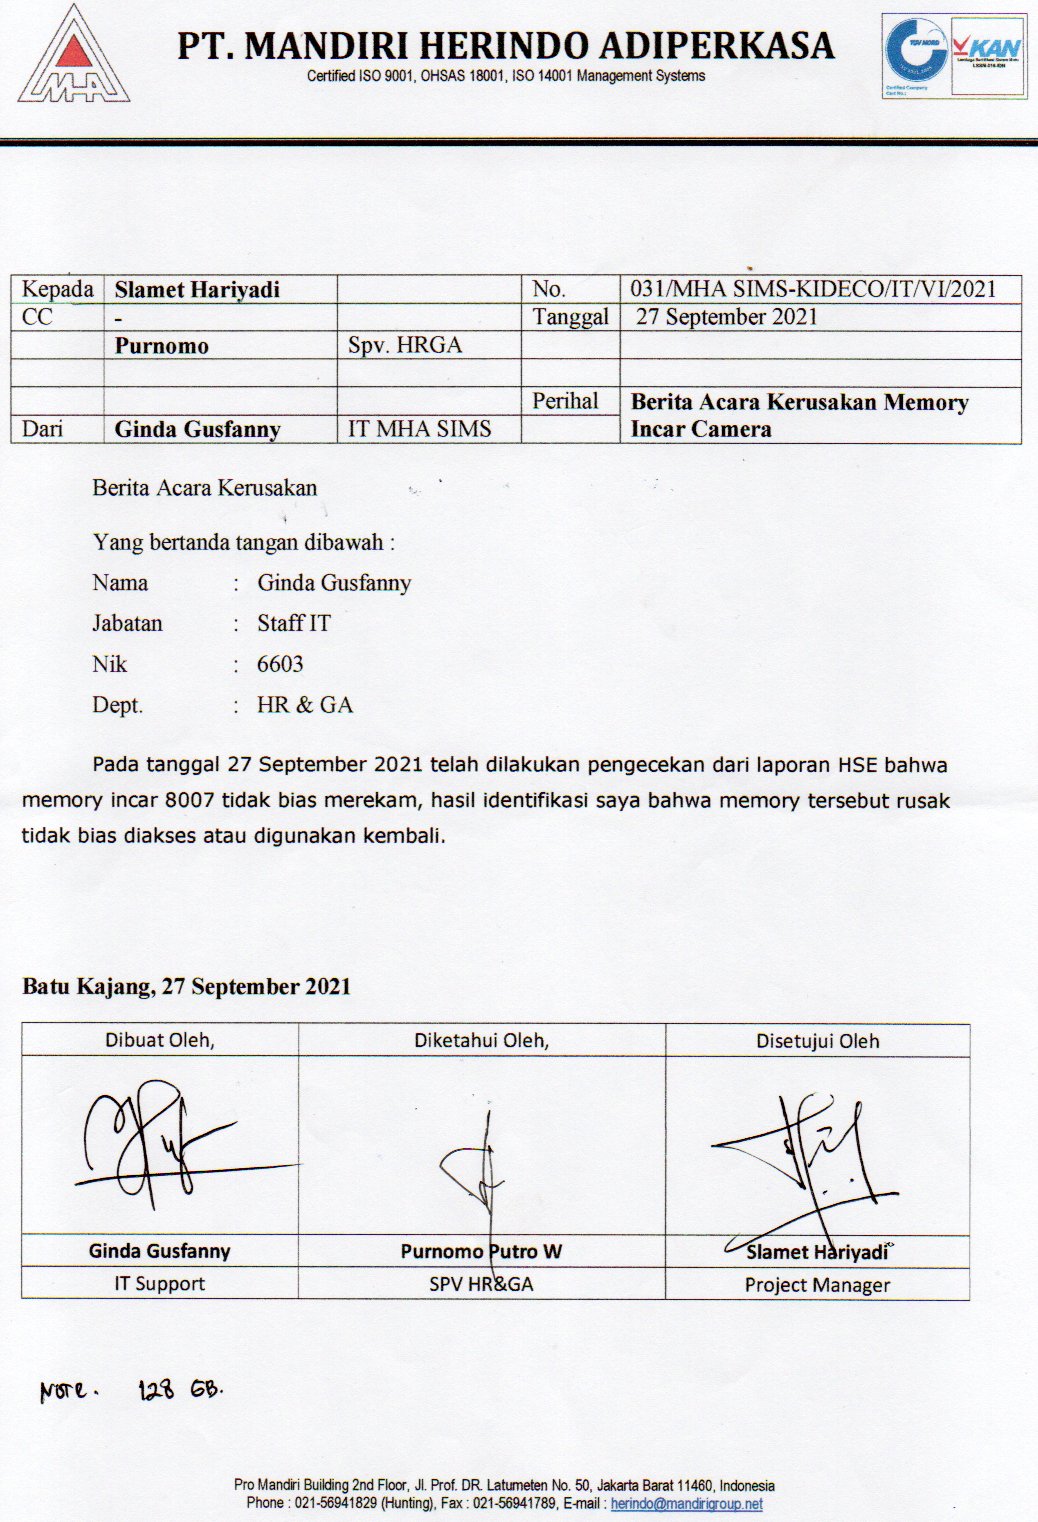 MHA
PT. MANDIRI HERINDO ADIPERKASA
Certified ISO 9001, OHSAS 18001, ISO 14001 Management Systems
TUV NORD
KAN
Certified Company
Cert No.:
Kepada Slamet Hariyadi No. 031/MHA SIMS-KIDECO/IT/VI/2021
CC - Tanggal 27 September 2021
Purnomo Spv. HRGA
Perihal Berita Acara Kerusakan Memory
Dari Ginda Gusfanny IT MHA SIMS Incar Camera
Berita Acara Kerusakan
Yang bertanda tangan dibawah :
Nama : Ginda Gusfanny
Jabatan : Staff IT
Nik : 6603
Dept. : HR & GA
Pada tanggal 27 September 2021 telah dilakukan pengecekan dari laporan HSE bahwa
memory incar 8007 tidak bias merekam, hasil identifikasi saya bahwa memory tersebut rusak
tidak bias diakses atau digunakan kembali.
Batu Kajang, 27 September 2021
Dibuat Oleh, Diketahui Oleh, Disetujui Oleh
Ginda Gusfanny Purnomo Putro W Slamet Hariyadi
IT Support SPV HR&GA Project Manager
Note. 128 GB.
Pro Mandiri Building 2nd Floor, Jl. Prof. DR. Latumeten No. 50, Jakarta Barat 11460, Indonesia
Phone : 021-56941829 (Hunting), Fax : 021-56941789, E-mail : herindo@mandirigroup.net